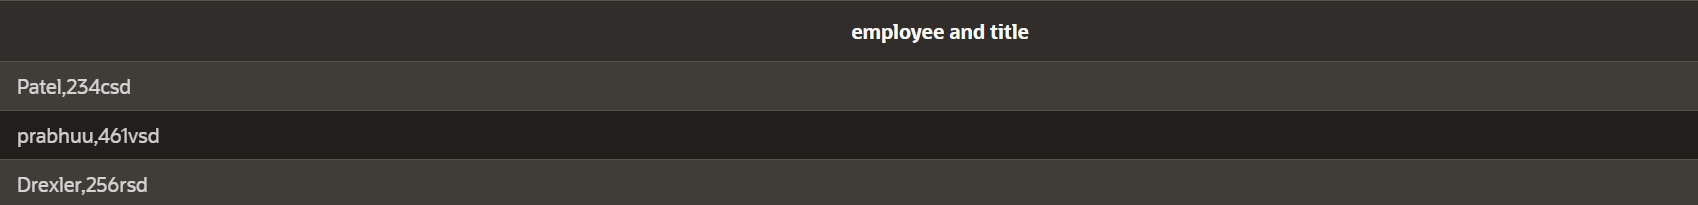 employee and title
Patel,234csd
prabhuu,461vsd
Drexler,256rsd